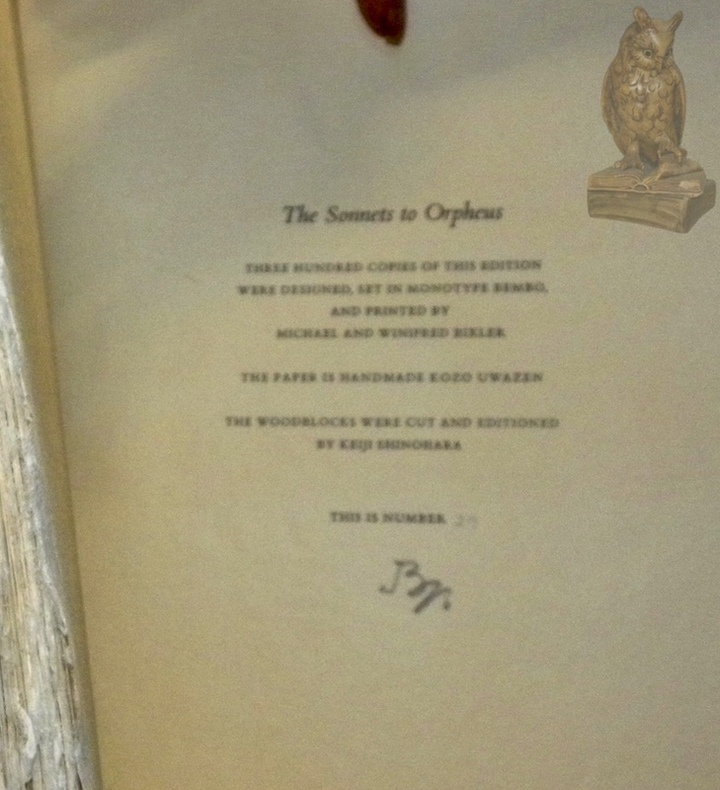 The Sonnets to Orpheus
THREE HUNDRED COPIES OF THIS EDITION
WERE DESIGNED, SET IN MONOTYPE BEMBO,
AND PRINTED BY
MICHAEL AND WINIFRED BIXLER
THE PAPER IS HANDMADE KOZO UWAZEN
THE WOODBLOCKS WERE CUT AND EDITIONED
BY KEIJI SHINOHARA
THIS IS NUMBER